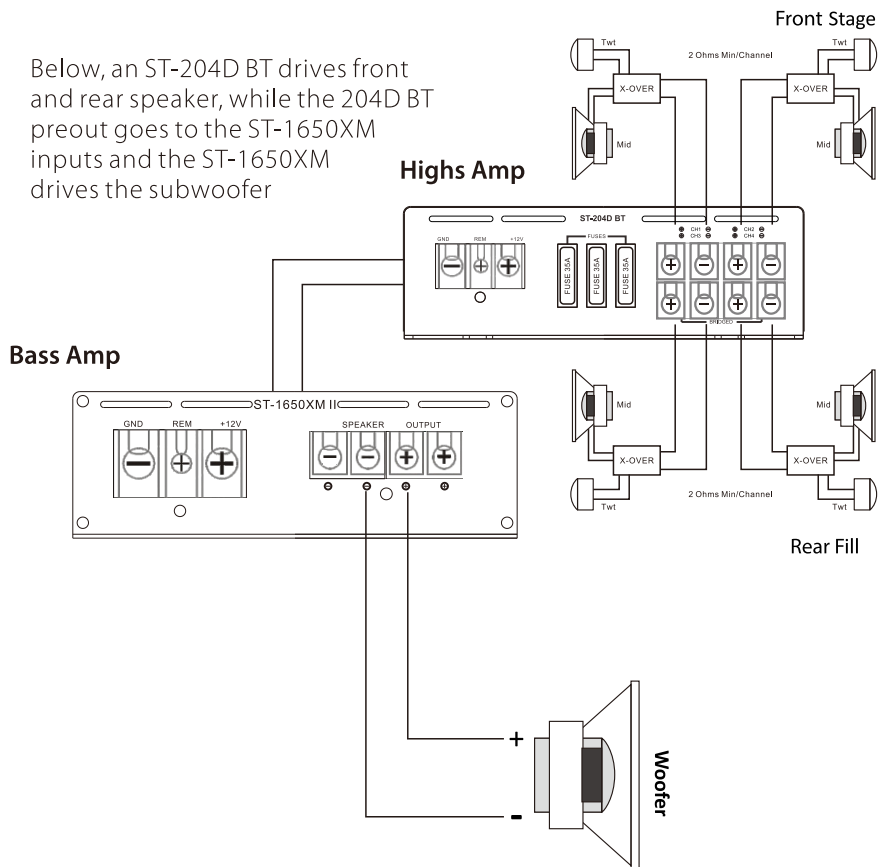 Front Stage
Below, an ST-204D BT drives front
and rear speaker, while the 204D BT
preout goes to the ST-1650XM
inputs and the ST-1650XM
drives the subwoofer
Twt
2 Ohms Min/Channel
Twt
X-OVER
X-OVER
Mid
Mid
Highs Amp
ST-204D BT
GND REM +12V
FUSES
CH1 CH2
CH3 CH4
FUSE 35A FUSE 35A FUSE 35A
BRIDGED
Bass Amp
Mid
Mid
ST-1650XM II
GND REM +12V
SPEAKER OUTPUT
X-OVER
X-OVER
2 Ohms Min/Channel
Twt
Twt
Rear Fill
+
-
Woofer